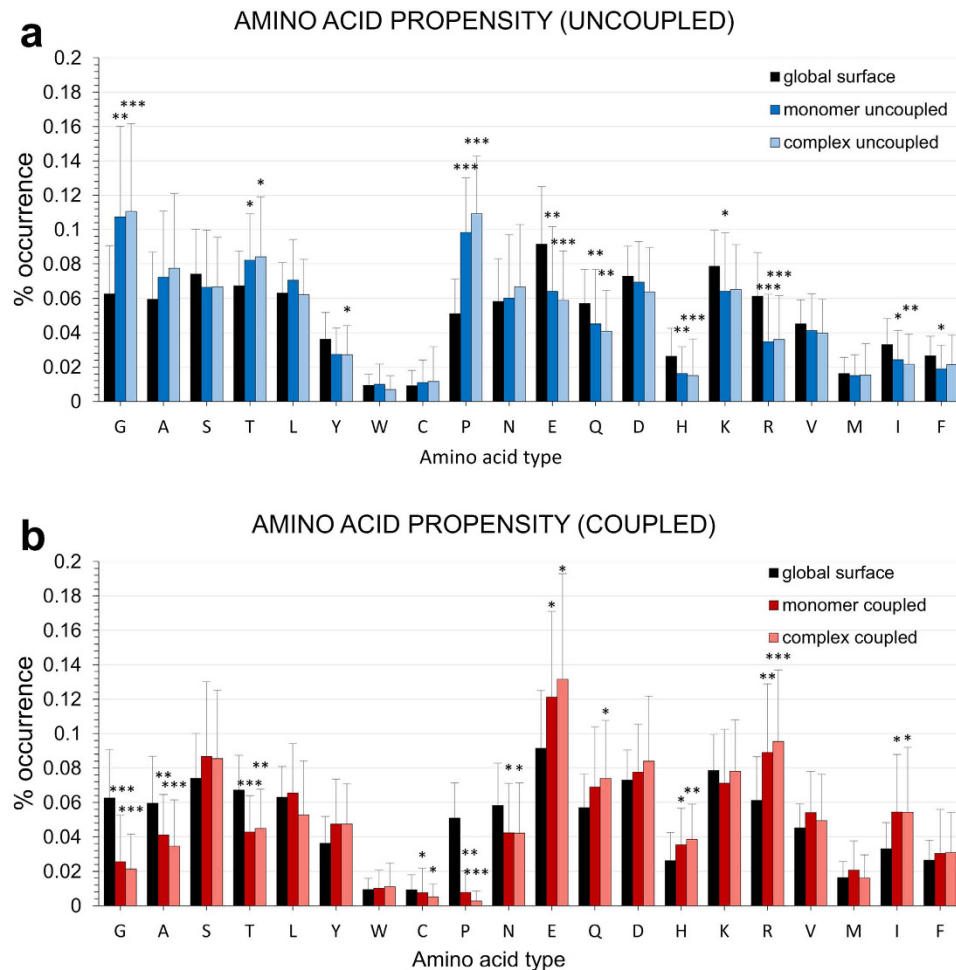 a
AMINO ACID PROPENSITY (UNCOUPLED)
% occurrence
0.2
0.18
0.16
0.14
0.12
0.1
0.08
0.06
0.04
0.02
0
global surface
monomer uncoupled
complex uncoupled
** *** * * * *** *** ** *** ** ** ** *** * *** *** * ** *
G A S T L Y W C P N E Q D H K R V M I F
Amino acid type
b
AMINO ACID PROPENSITY (COUPLED)
% occurrence
0.2
0.18
0.16
0.14
0.12
0.1
0.08
0.06
0.04
0.02
0
global surface
monomer coupled
complex coupled
*** *** ** *** *** ** * * ** *** * * * * * * ** ** *** * *
G A S T L Y W C P N E Q D H K R V M I F
Amino acid type